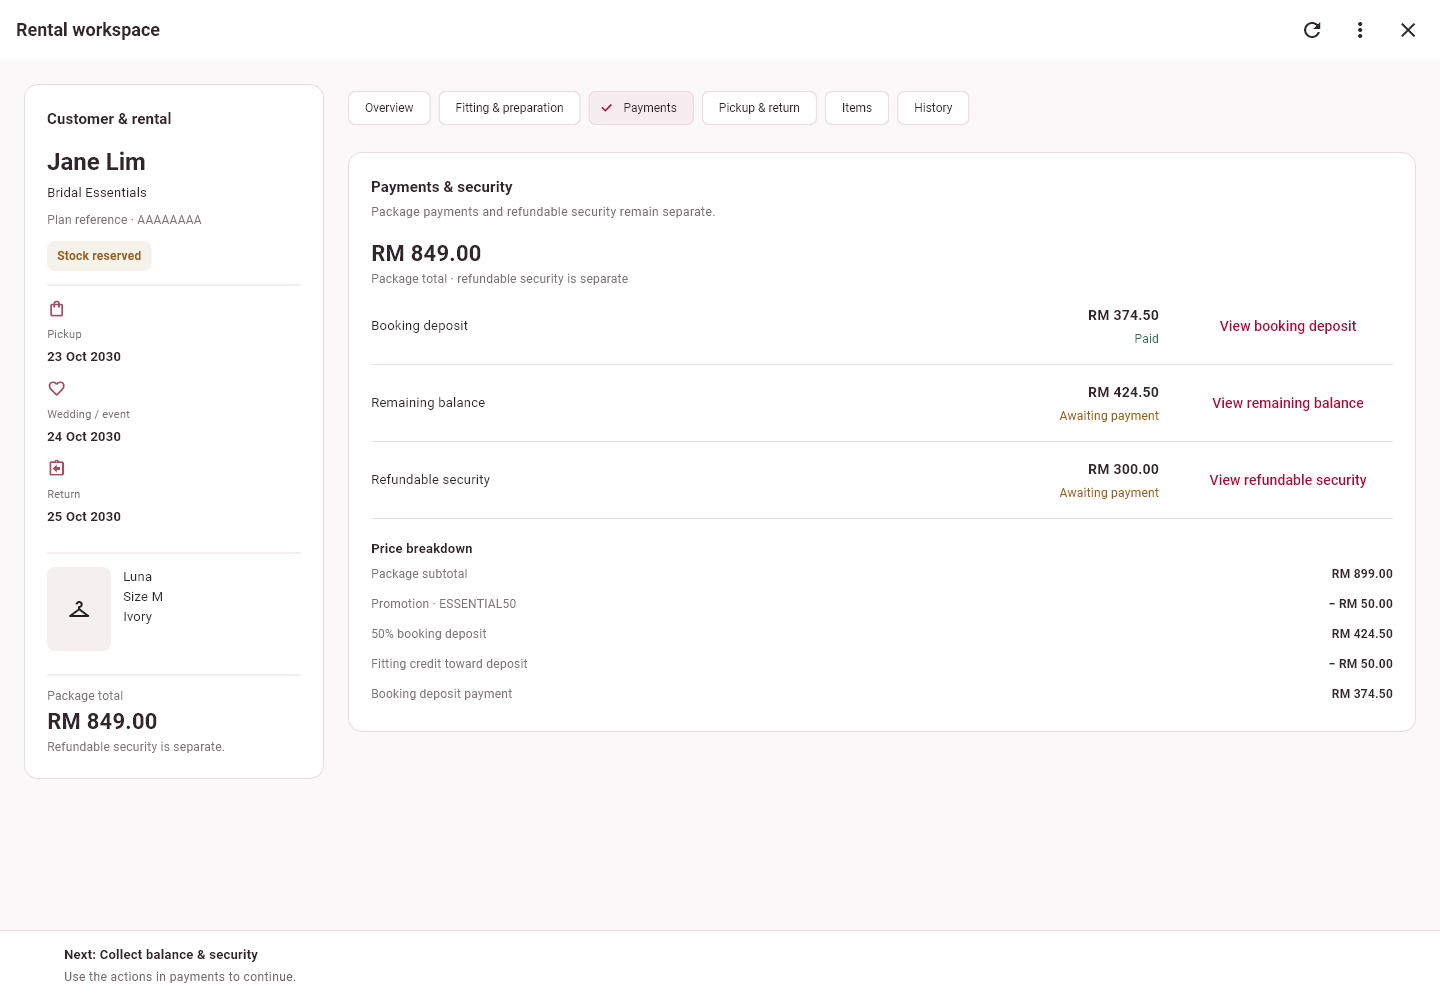 Rental workspace
Customer & rental
Jane Lim
Bridal Essentials
Plan reference · AAAAAAAA
Stock reserved
Pickup
23 Oct 2030
Wedding / event
24 Oct 2030
Return
25 Oct 2030
Luna
Size M
Ivory
Package total
RM 849.00
Refundable security is separate.
Overview
Fitting & preparation
Payments
Pickup & return
Items
History
Payments & security
Package payments and refundable security remain separate.
RM 849.00
Package total · refundable security is separate
Booking deposit
RM 374.50
Paid
View booking deposit
Remaining balance
RM 424.50
Awaiting payment
View remaining balance
Refundable security
RM 300.00
Awaiting payment
View refundable security
Price breakdown
Package subtotal RM 899.00
Promotion · ESSENTIAL50 − RM 50.00
50% booking deposit RM 424.50
Fitting credit toward deposit − RM 50.00
Booking deposit payment RM 374.50
Next: Collect balance & security
Use the actions in payments to continue.